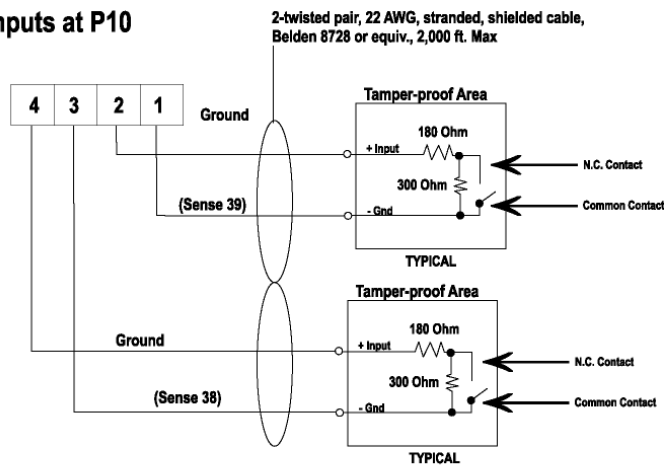 nputs at P10
2-twisted pair, 22 AWG, stranded, shielded cable,
Belden 8728 or equiv., 2,000 ft. Max
4 3 2 1
Ground
(Sense 39)
Tamper-proof Area
180 Ohm
+ Input
300 Ohm
- Gnd
N.C. Contact
Common Contact
TYPICAL
Tamper-proof Area
Ground
(Sense 38)
180 Ohm
+ Input
300 Ohm
- Gnd
N.C. Contact
Common Contact
TYPICAL